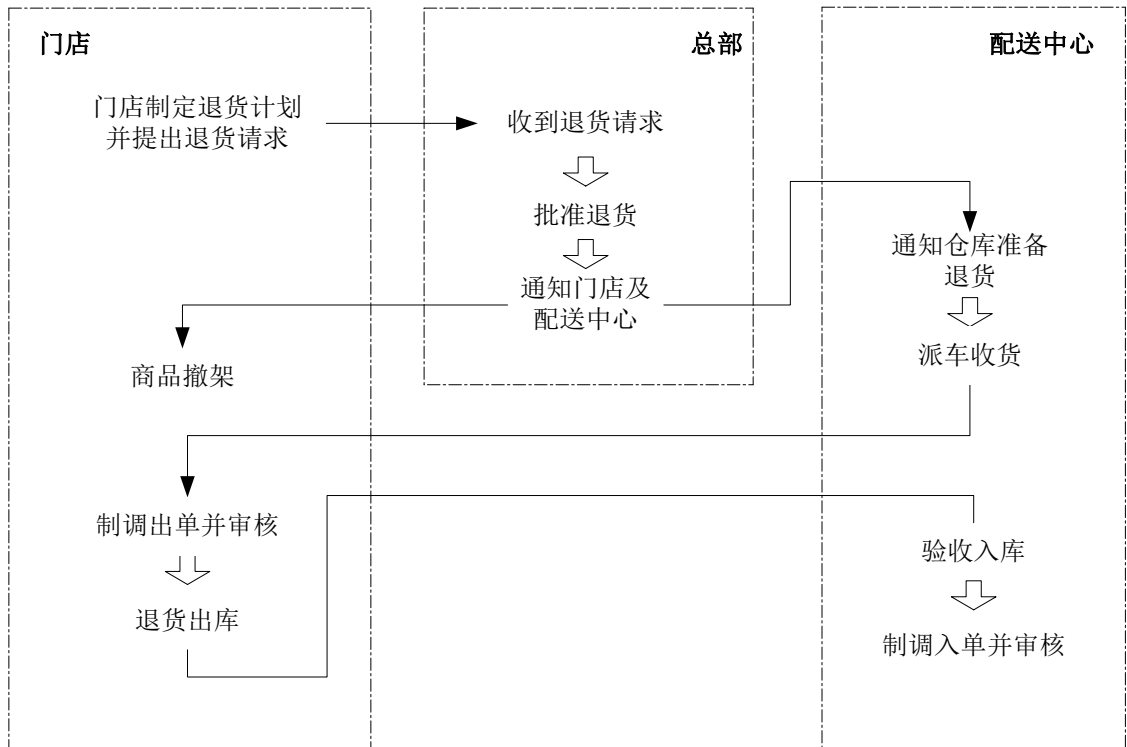 门店
总部
配送中心
门店制定退货计划
并提出退货请求
收到退货请求
批准退货
通知门店及
配送中心
通知仓库准备
退货
派车收货
商品撤架
制调出单并审核
退货出库
验收入库
制调入单并审核